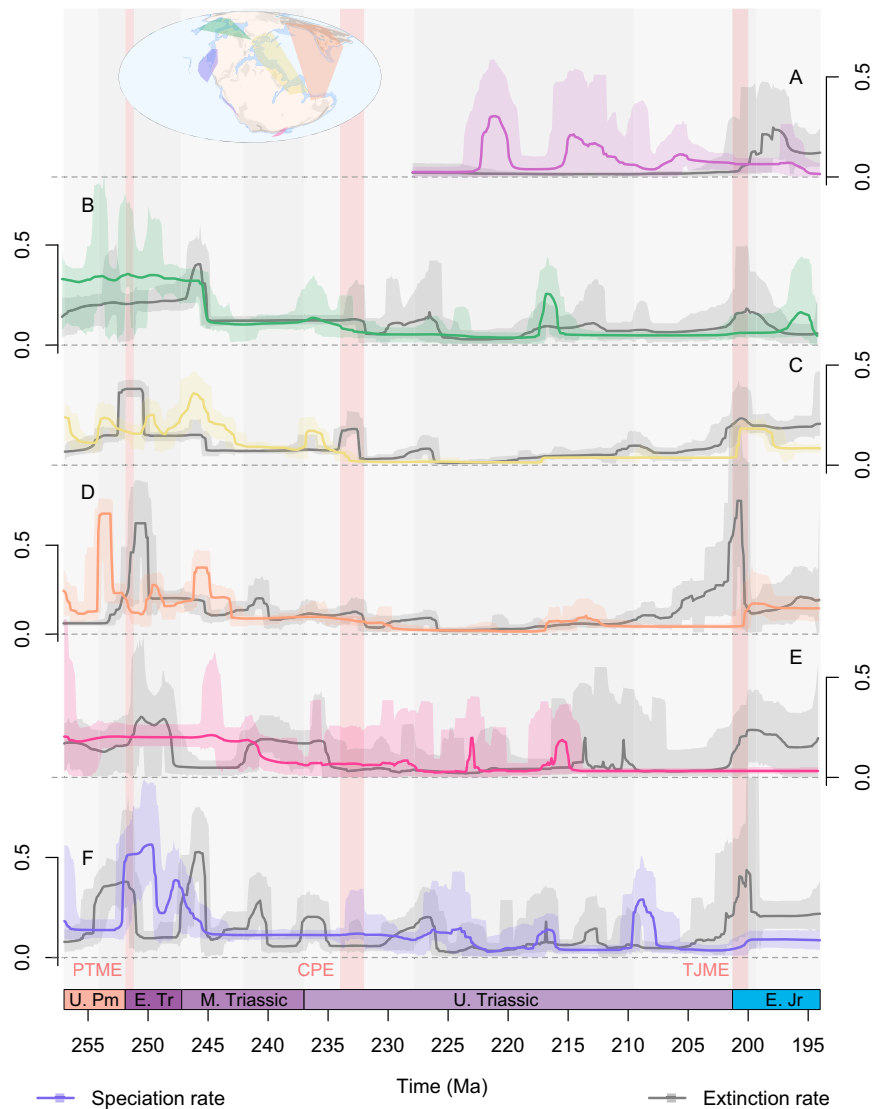 A
0.5
0.0
B
0.5
0.0
C
0.5
0.0
D
0.5
0.0
E
0.5
0.0
F
0.5
0.0
PTME CPE TJME
U. Pm E. Tr M. Triassic U. Triassic E. Jr
255 250 245 240 235 230 225 220 215 210 205 200 195
Time (Ma)
Speciation rate Extinction rate